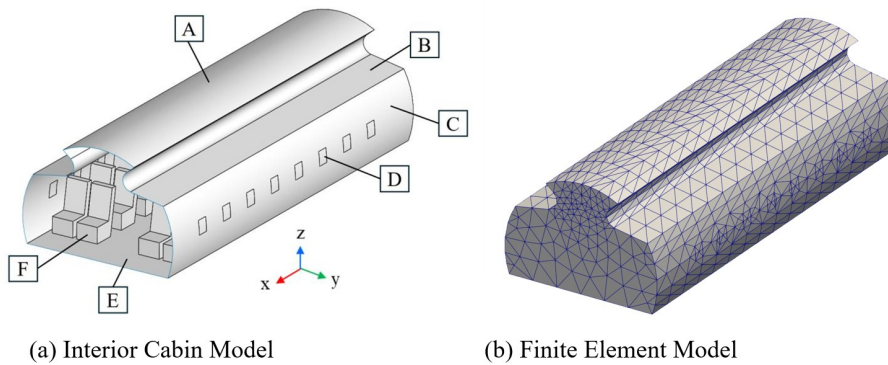 A
B
C
D
F
E
z
x
y
(a) Interior Cabin Model
(b) Finite Element Model